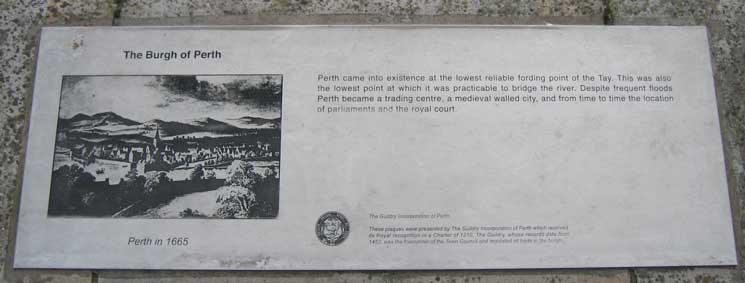 The Burgh of Perth
Perth came into existence at the lowest reliable fording point of the Tay. This was also
the lowest point at which it was practicable to bridge the river. Despite frequent floods
Perth became a trading centre, a medieval walled city, and from time to time the location
of parliaments and the royal court.
Perth in 1665
The Guildry Incorporation of Perth
These plaques were presented by The Guildry Incorporation of Perth which received
its Royal recognition in a Charter of 1210. The Guildry, whose records date from
1452, was the forerunner of the Town Council and regulated all trade in the burgh.